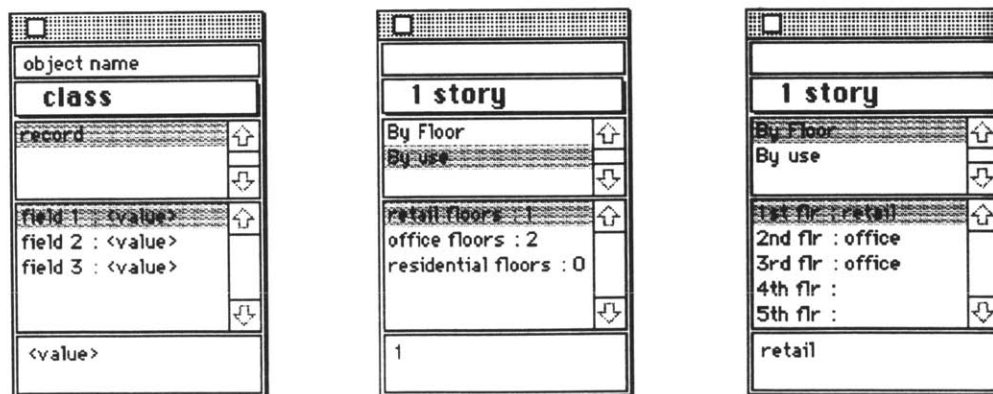 object name
class
record
field 1 : <value>
field 2 : <value>
field 3 : <value>
<value>
1 story
By Floor
By use
retail floors : 1
office floors : 2
residential floors : 0
1
1 story
By Floor
By use
1st flr : retail
2nd flr : office
3rd flr : office
4th flr :
5th flr :
retail